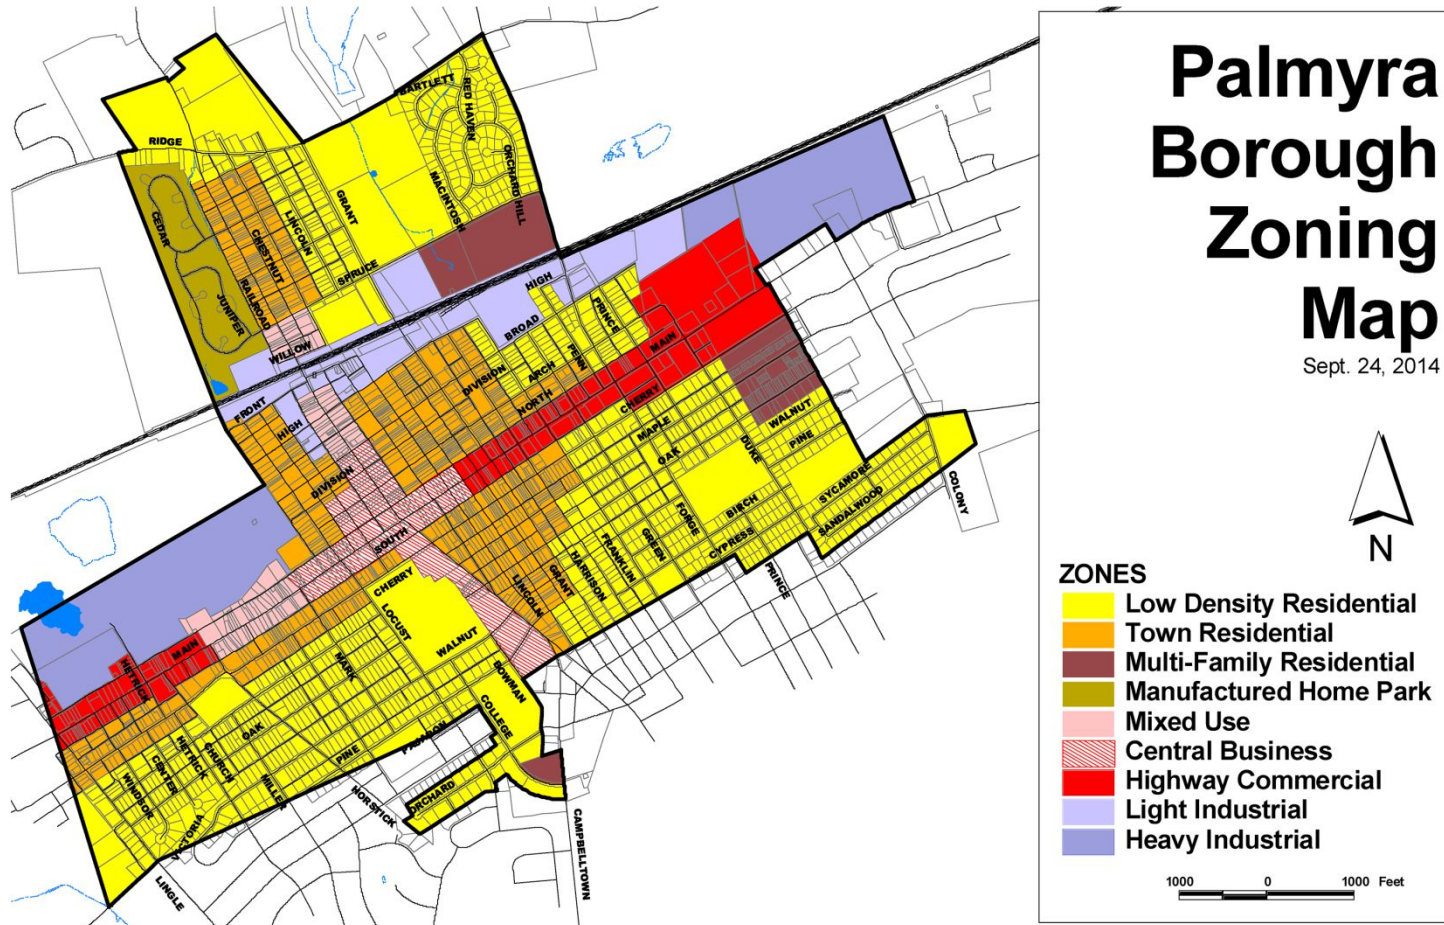 Palmyra
Borough
Zoning
Map
Sept. 24, 2014
N
ZONES
Low Density Residential
Town Residential
Multi-Family Residential
Manufactured Home Park
Mixed Use
Central Business
Highway Commercial
Light Industrial
Heavy Industrial
1000 0 1000 Feet
BARTLETT
RED HAVEN
ORCHARD HILL
MACINTOSH
RIDGE
GRANT
LINCOLN
CHESTNUT
CEDAR
RAILROAD
JUNIPER
SPRUCE
WILLOW
HIGH
BROAD
PRINCE
PENN
ARCH
DIVISION
NORTH
MAIN
CHERRY
FRONT
HIGH
DIVISION
SOUTH
MAPLE
OAK
DUKE
WALNUT
PINE
SYCAMORE
SANDALWOOD
COLONY
BIRCH
CYPRESS
FORGE
GREEN
FRANKLIN
HARRISON
GRANT
LINCOLN
PRINCE
CHERRY
LOCUST
WALNUT
MARK
BOWMAN
COLLEGE
MAIN
HETRICK
OAK
CHURCH
HETRICK
CENTER
WINDSOR
PINE
PARAGON
MILLER
VICTORIA
HORSTICK
ORCHARD
LINGLE
CAMPBELLTOWN